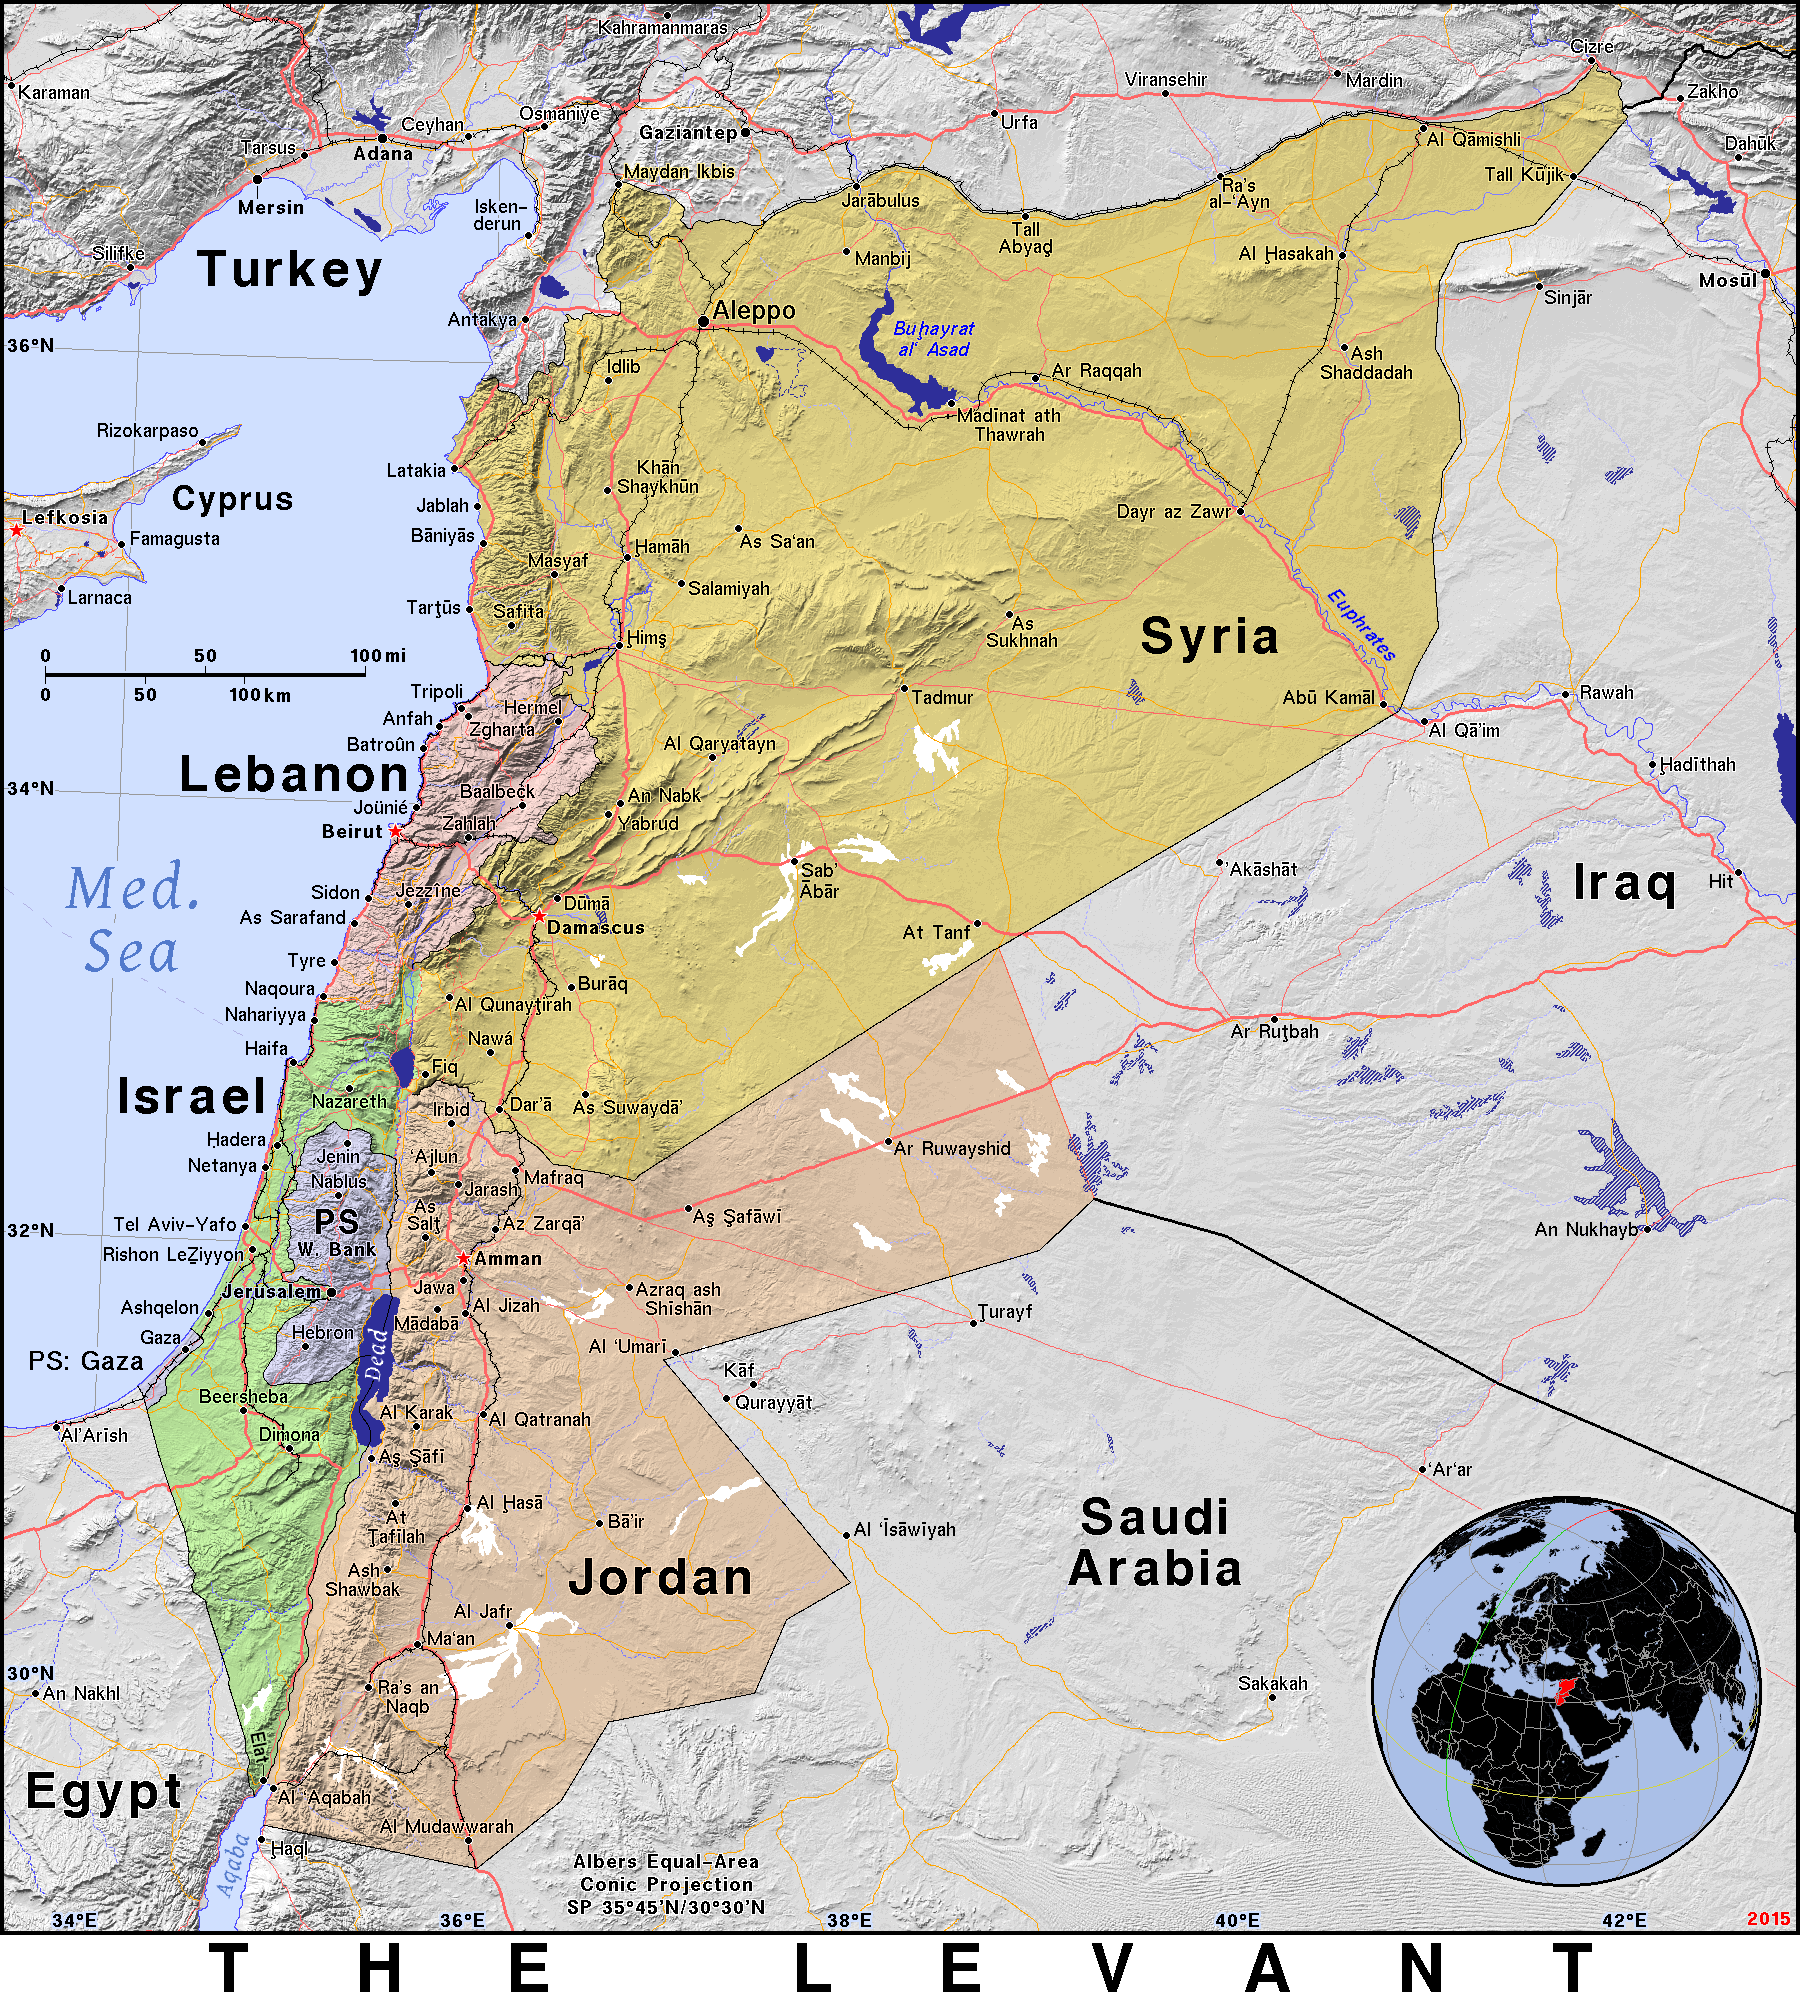 Kahramanmaras
Cizre
Karaman
Viransehir
Mardin
Zakho
Osmaniye
Ceyhan
Gaziantep
Urfa
Al Qāmishli
Dahūk
Tarsus
Adana
Maydan Ikbis
Tall Kūjik
Mersin
Jarābulus
Ra's
al-'Ayn
Isken-
derun
Tall
Abyaḑ
Silifke
Turkey
Manbij
Al Ḩasakah
Mosūl
Sinjār
Antakya
Aleppo
Buḩayrat
al' Asad
36°N
Idlib
Ash
Shaddadah
Ar Raqqah
Madīnat ath
Thawrah
Rizokarpaso
Latakia
Khān
Shaykhūn
Cyprus
Jablah
Lefkosia
Dayr az Zawr
Famagusta
Bāniyās
Ḩamāh
As Sa'an
Masyaf
Salamiyah
Larnaca
Tarţūs
Safita
Euphrates
As
Sukhnah
Syria
Ḩimş
0 50 100 mi
0 50 100 km
Tripoli
Tadmur
Abū Kamāl
Rawah
Hermel
Anfah
Zgharta
Al Qā'im
Batroûn
Al Qaryatayn
Ḩadīthah
Lebanon
34°N
Baalbeck
An Nabk
Joûnié
Yabrud
Beirut
Zahlah
Med.
Sea
Sab'
Ābār
'Akāshāt
Iraq
Hit
Sidon
Jezzîne
Dūmā
As Sarafand
Damascus
At Tanf
Tyre
Naqoura
Burāq
Al Qunayţirah
Nahariyya
Ar Ruţbah
Haifa
Nawá
Fiq
Israel
Nazareth
Irbid
Dar'ā
As Suwaydā'
Hadera
Jenin
Ar Ruwayshid
Netanya
'Ajlun
Mafraq
Nablus
Jarash
Tel Aviv-Yafo
PS
W. Bank
As
Salţ
Az Zarqā'
Aş Şafāwī
An Nukhayb
32°N
Rishon LeZiyyon
Amman
Jerusalem
Jawa
Azraq ash
Shīshān
Ashqelon
Al Jizah
Mādabā
Ţurayf
Gaza
Hebron
Dead
Al 'Umarī
PS: Gaza
Kāf
Qurayyāt
Beersheba
Al Karak
Al Qatranah
Al'Arīsh
Dimona
Aş Şāfī
'Ar'ar
Al Ḩasā
At
Ţafīlah
Bā'ir
Al 'Īsāwīyah
Saudi
Arabia
Ash
Shawbak
Jordan
Al Jafr
Ma'an
30°N
An Nakhl
Ra's an
Naqb
Sakākah
Elat
Egypt
Al 'Aqabah
Al Mudawwarah
Ḩaql
Aqaba
Albers Equal-Area
Conic Projection
SP 35°45'N/30°30'N
34°E 36°E 38°E 40°E 42°E 2015
THE LEVANT